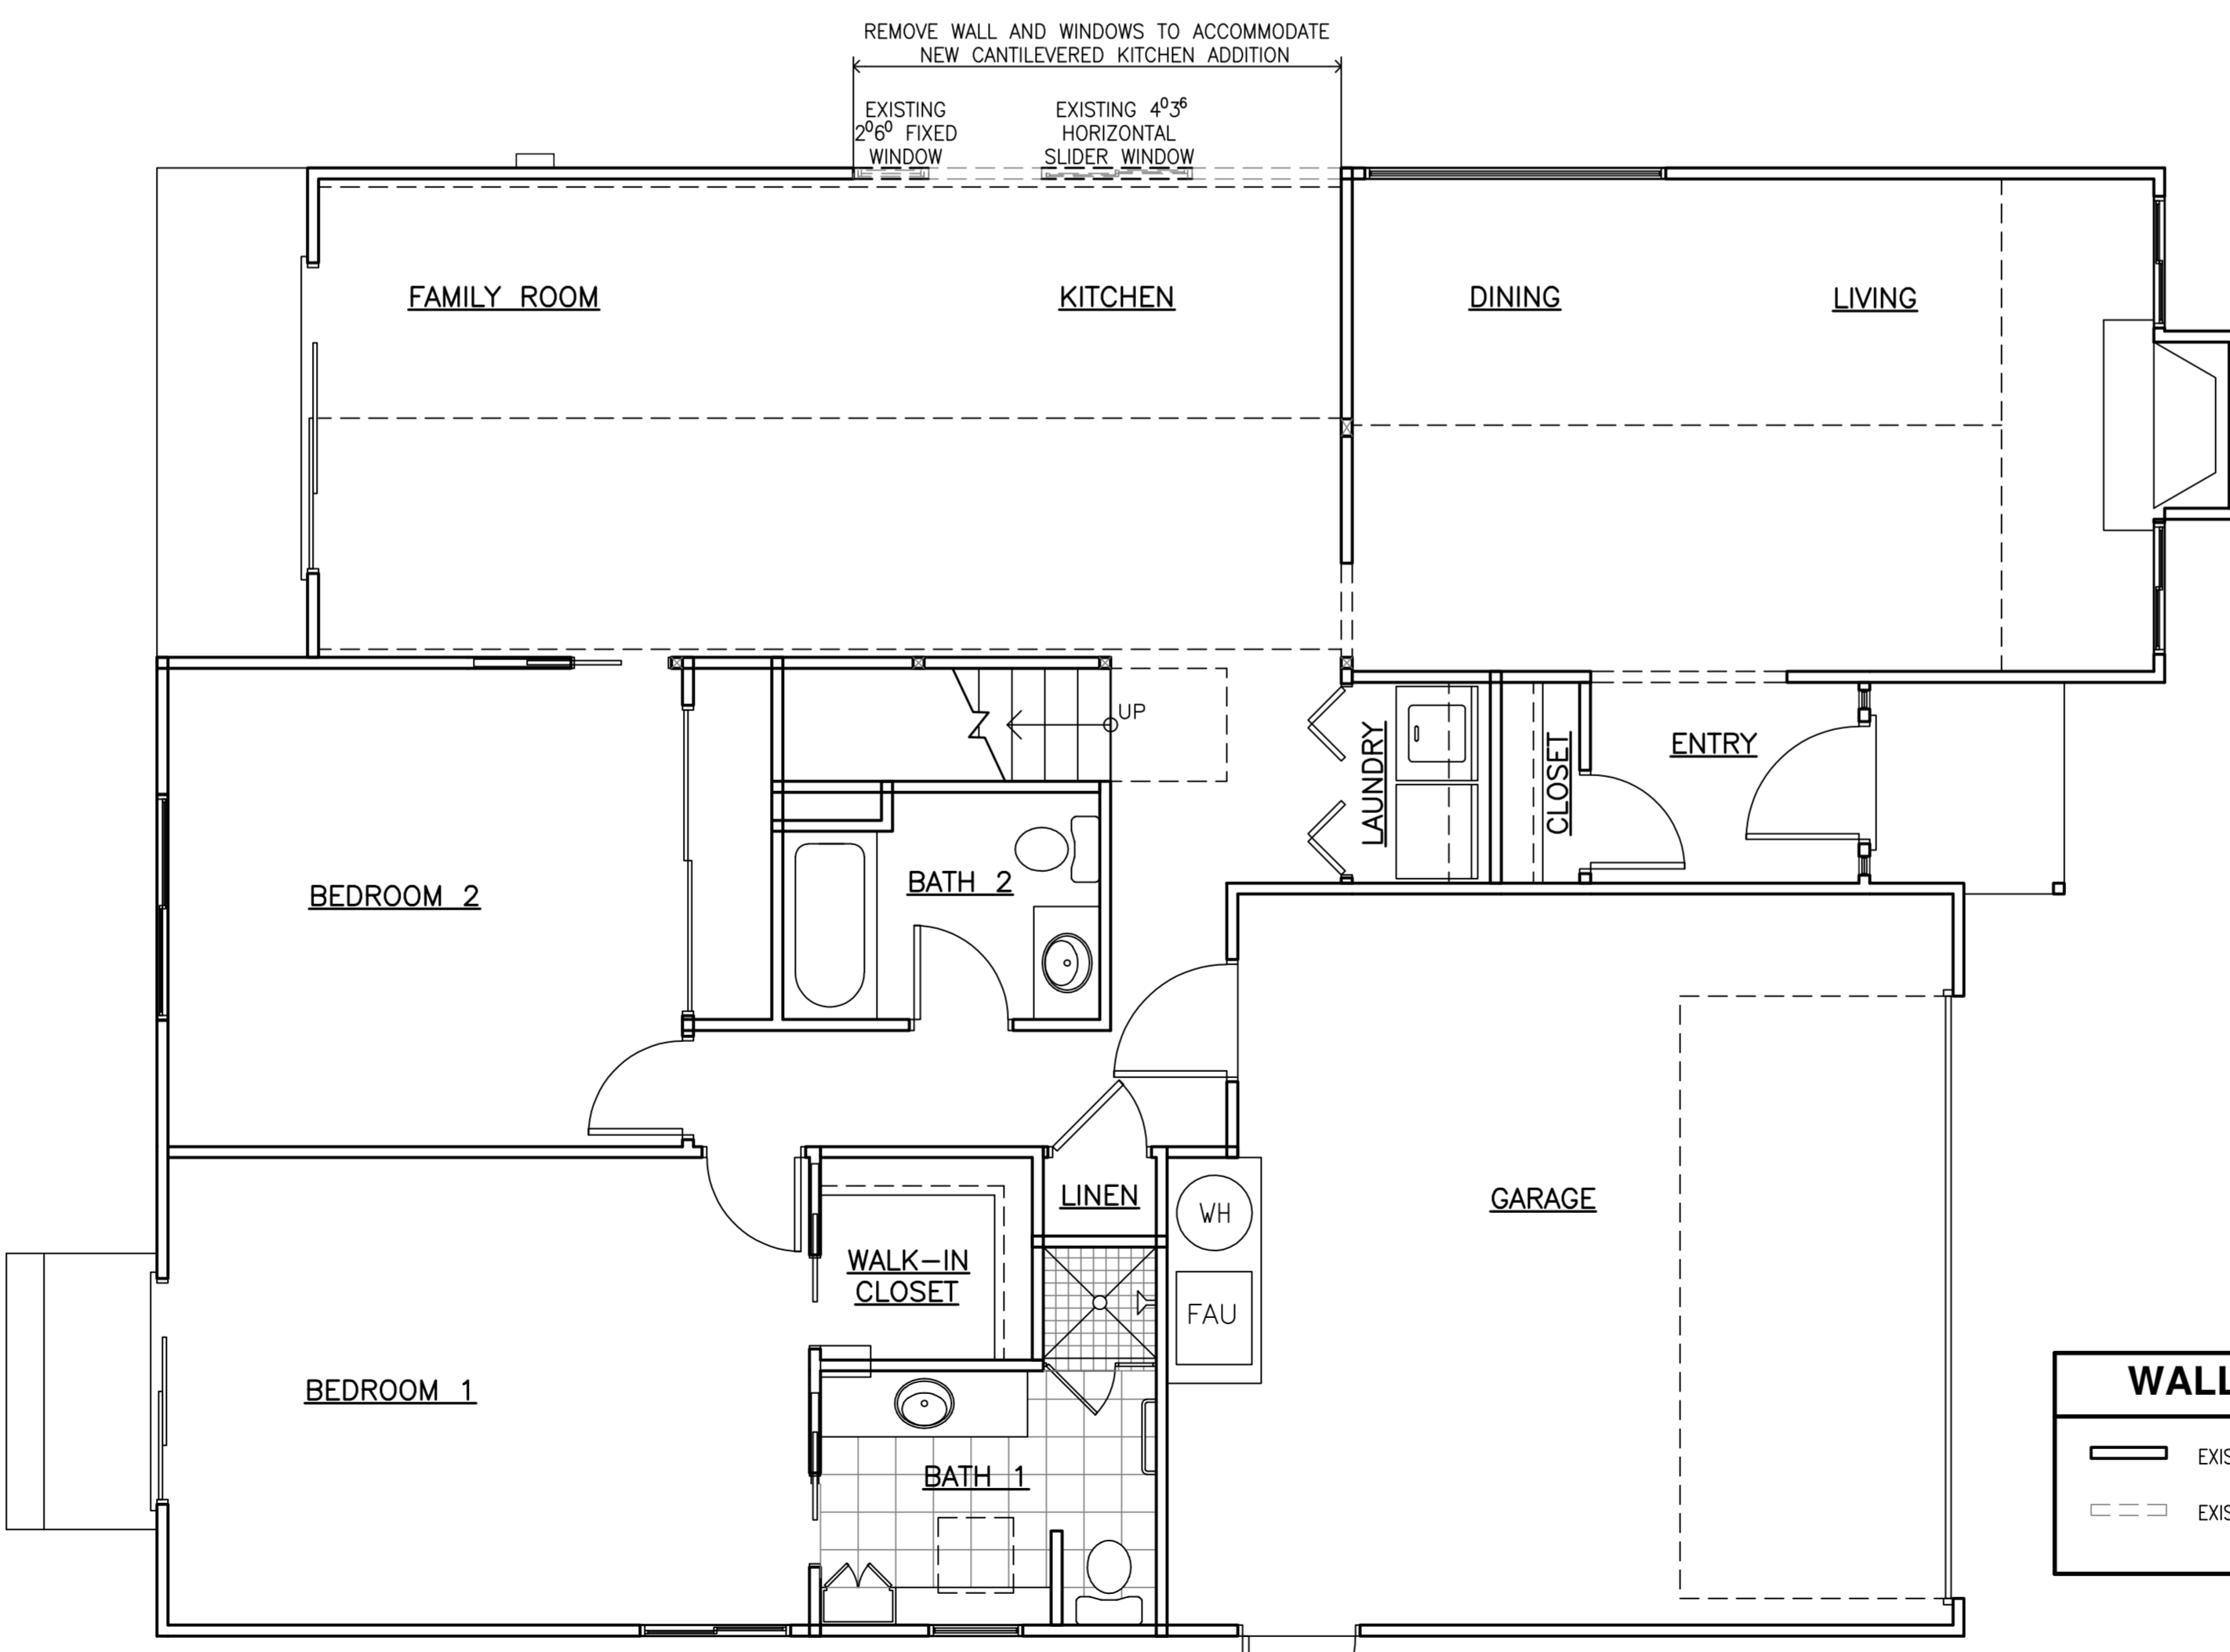 REMOVE WALL AND WINDOWS TO ACCOMMODATE
NEW CANTILEVERED KITCHEN ADDITION
EXISTING
2⁰6⁰ FIXED
WINDOW
EXISTING 4⁰3⁶
HORIZONTAL
SLIDER WINDOW
FAMILY ROOM
KITCHEN
DINING
LIVING
UP
LAUNDRY
CLOSET
ENTRY
BEDROOM 2
BATH 2
LINEN
WH
GARAGE
WALK-IN
CLOSET
FAU
BEDROOM 1
BATH 1
WALL
EXIS
EXIS